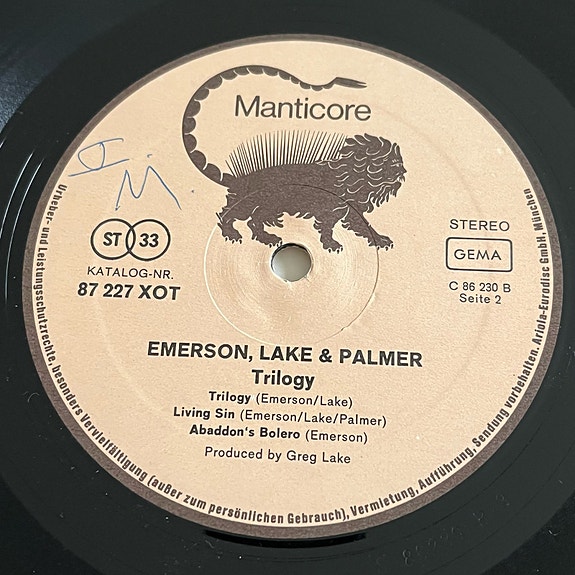 Manticore
I. M.
ST 33
KATALOG-NR.
87 227 XOT
STEREO
GEMA
C 86 230 B
Seite 2
EMERSON, LAKE & PALMER
Trilogy
Trilogy (Emerson/Lake)
Living Sin (Emerson/Lake/Palmer)
Abaddon's Bolero (Emerson)
Produced by Greg Lake
Urheber- und Leistungsschutzrechte, besonders Vervielfältigung (außer zum persönlichen Gebrauch), Vermietung, Aufführung, Sendung vorbehalten. Ariola-Eurodisc GmbH, München